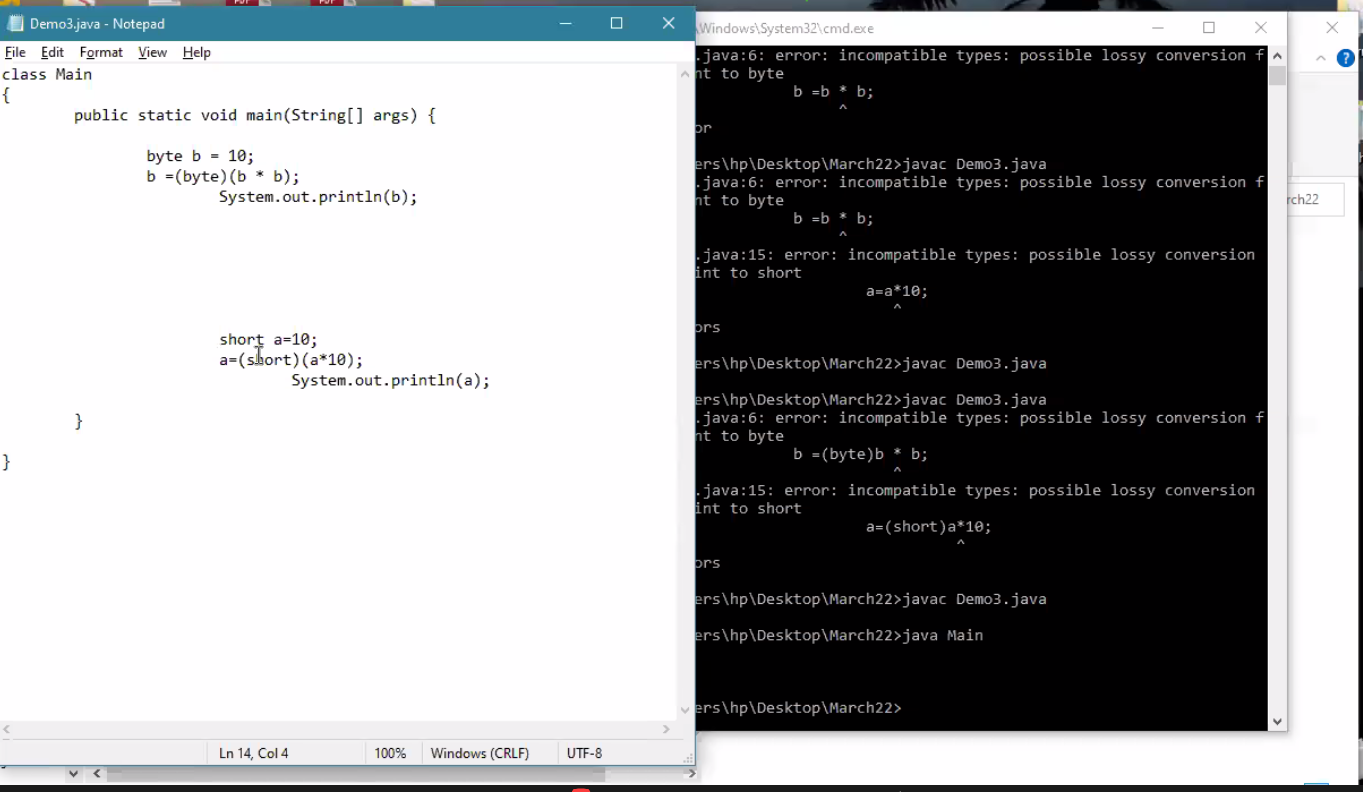 Demo3.java - Notepad
File Edit Format View Help
class Main
{
public static void main(String[] args) {
byte b = 10;
b =(byte)(b * b);
System.out.println(b);
short a=10;
a=(short)(a*10);
System.out.println(a);
}
}
Ln 14, Col 4 100% Windows (CRLF) UTF-8
\Windows\System32\cmd.exe
.java:6: error: incompatible types: possible lossy conversion f
nt to byte
b =b * b;
^
or
ers\hp\Desktop\March22>javac Demo3.java
.java:6: error: incompatible types: possible lossy conversion f
nt to byte
b =b * b;
^
.java:15: error: incompatible types: possible lossy conversion
int to short
a=a*10;
^
ors
ers\hp\Desktop\March22>javac Demo3.java
ers\hp\Desktop\March22>javac Demo3.java
.java:6: error: incompatible types: possible lossy conversion f
nt to byte
b =(byte)b * b;
^
.java:15: error: incompatible types: possible lossy conversion
int to short
a=(short)a*10;
^
ors
ers\hp\Desktop\March22>javac Demo3.java
ers\hp\Desktop\March22>java Main
ers\hp\Desktop\March22>
rch22